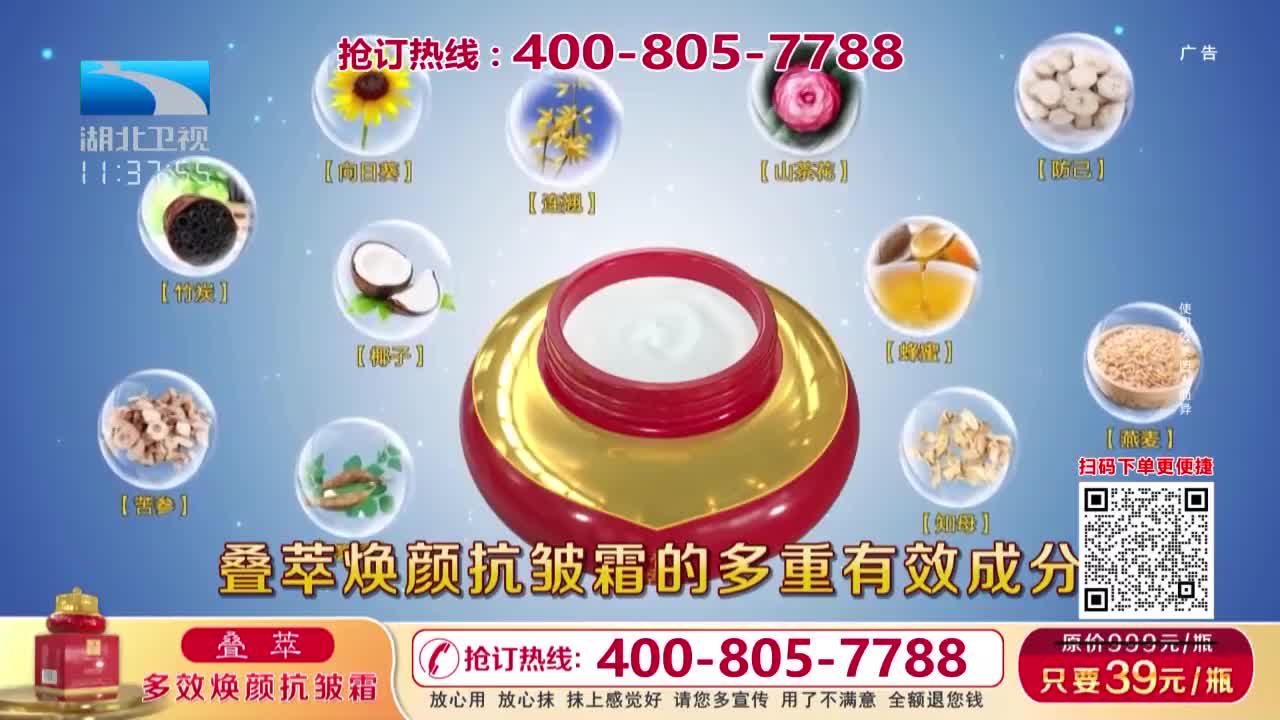 抢订热线：400-805-7788
广告
湖北卫视
11:37:55
【向日葵】
【连翘】
【山茶花】
【防己】
【竹炭】
【椰子】
【蜂蜜】
【燕麦】
【苦参】
【知母】
扫码下单更便捷
叠萃焕颜抗皱霜的多重有效成分
叠萃
多效焕颜抗皱霜
抢订热线: 400-805-7788
放心用 放心抹 抹上感觉好 请您多宣传 用了不满意 全额退您钱
原价999元/瓶
只要39元/瓶